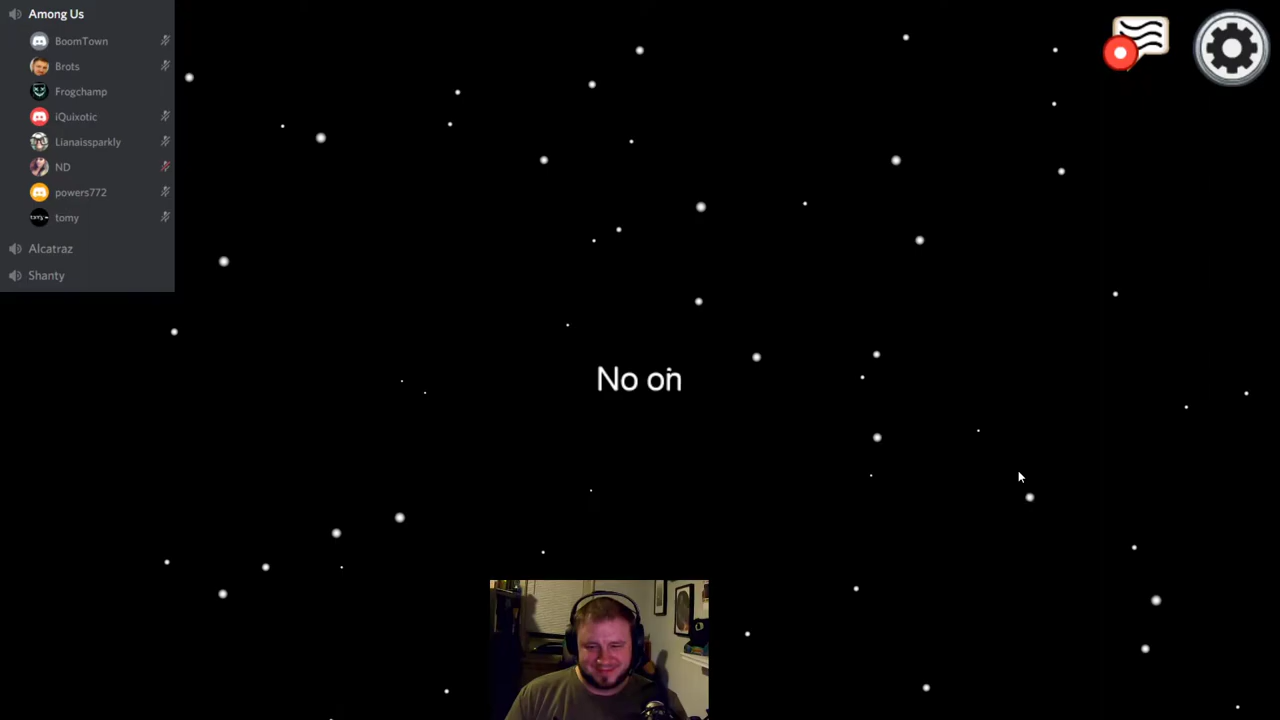 Among Us
BoomTown
Brots
Frogchamp
iQuixotic
Lianaissparkly
ND
powers772
tomy
Alcatraz
Shanty
No on